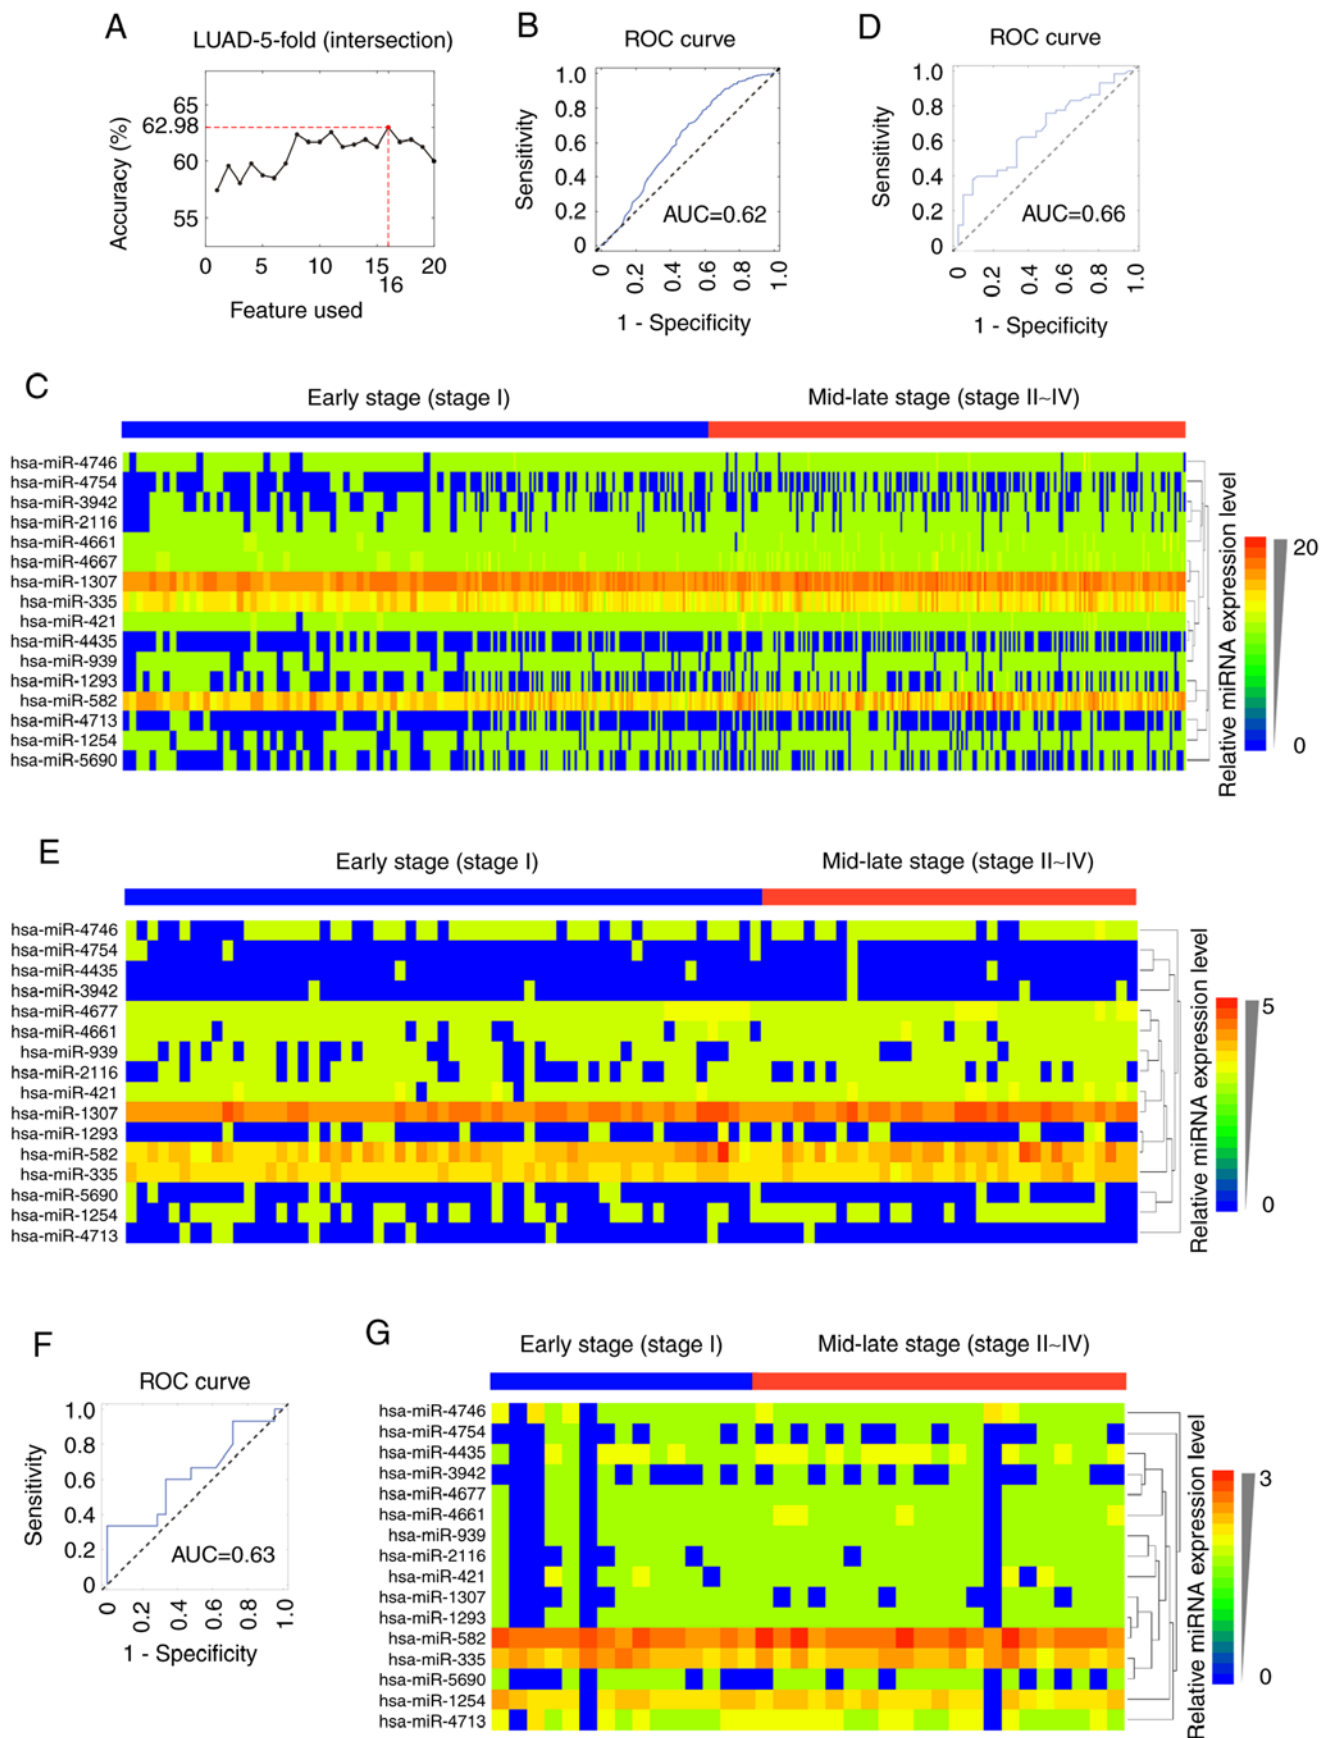 A
LUAD-5-fold (intersection)
Accuracy (%)
65
62.98
60
55
0 5 10 15 20
16
Feature used
B
ROC curve
Sensitivity
1.0
0.8
0.6
0.4
0.2
0
AUC=0.62
0 0.2 0.4 0.6 0.8 1.0
1 - Specificity
D
ROC curve
Sensitivity
1.0
0.8
0.6
0.4
0.2
0
AUC=0.66
0 0.2 0.4 0.6 0.8 1.0
1 - Specificity
C
Early stage (stage I)
Mid-late stage (stage II~IV)
hsa-miR-4746
hsa-miR-4754
hsa-miR-3942
hsa-miR-2116
hsa-miR-4661
hsa-miR-4667
hsa-miR-1307
hsa-miR-335
hsa-miR-421
hsa-miR-4435
hsa-miR-939
hsa-miR-1293
hsa-miR-582
hsa-miR-4713
hsa-miR-1254
hsa-miR-5690
Relative miRNA expression level
20
0
E
Early stage (stage I)
Mid-late stage (stage II~IV)
hsa-miR-4746
hsa-miR-4754
hsa-miR-4435
hsa-miR-3942
hsa-miR-4677
hsa-miR-4661
hsa-miR-939
hsa-miR-2116
hsa-miR-421
hsa-miR-1307
hsa-miR-1293
hsa-miR-582
hsa-miR-335
hsa-miR-5690
hsa-miR-1254
hsa-miR-4713
Relative miRNA expression level
5
0
F
ROC curve
Sensitivity
1.0
0.8
0.6
0.4
0.2
0
AUC=0.63
0 0.2 0.4 0.6 0.8 1.0
1 - Specificity
G
Early stage (stage I)
Mid-late stage (stage II~IV)
hsa-miR-4746
hsa-miR-4754
hsa-miR-4435
hsa-miR-3942
hsa-miR-4677
hsa-miR-4661
hsa-miR-939
hsa-miR-2116
hsa-miR-421
hsa-miR-1307
hsa-miR-1293
hsa-miR-582
hsa-miR-335
hsa-miR-5690
hsa-miR-1254
hsa-miR-4713
Relative miRNA expression level
3
0